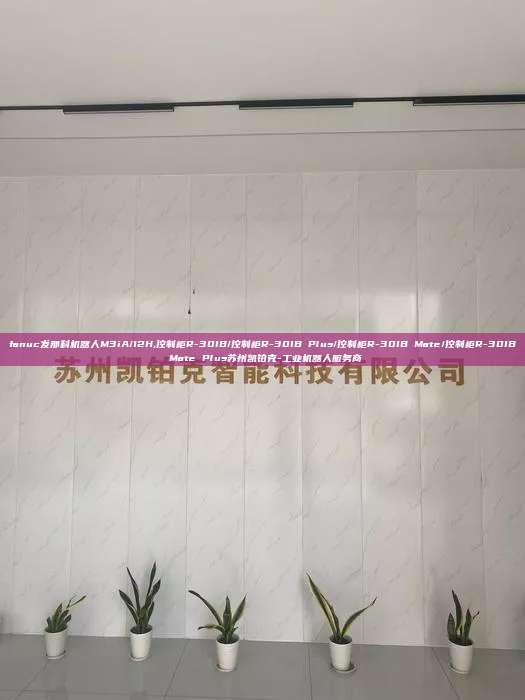 fanuc发那科机器人M3iA/12H,控制柜R-30IB/控制柜R-30IB Plus/控制柜R-30IB Mate/控制柜R-30IB
Mate Plus苏州凯铂克-工业机器人服务商
苏州凯铂克智能科技有限公司